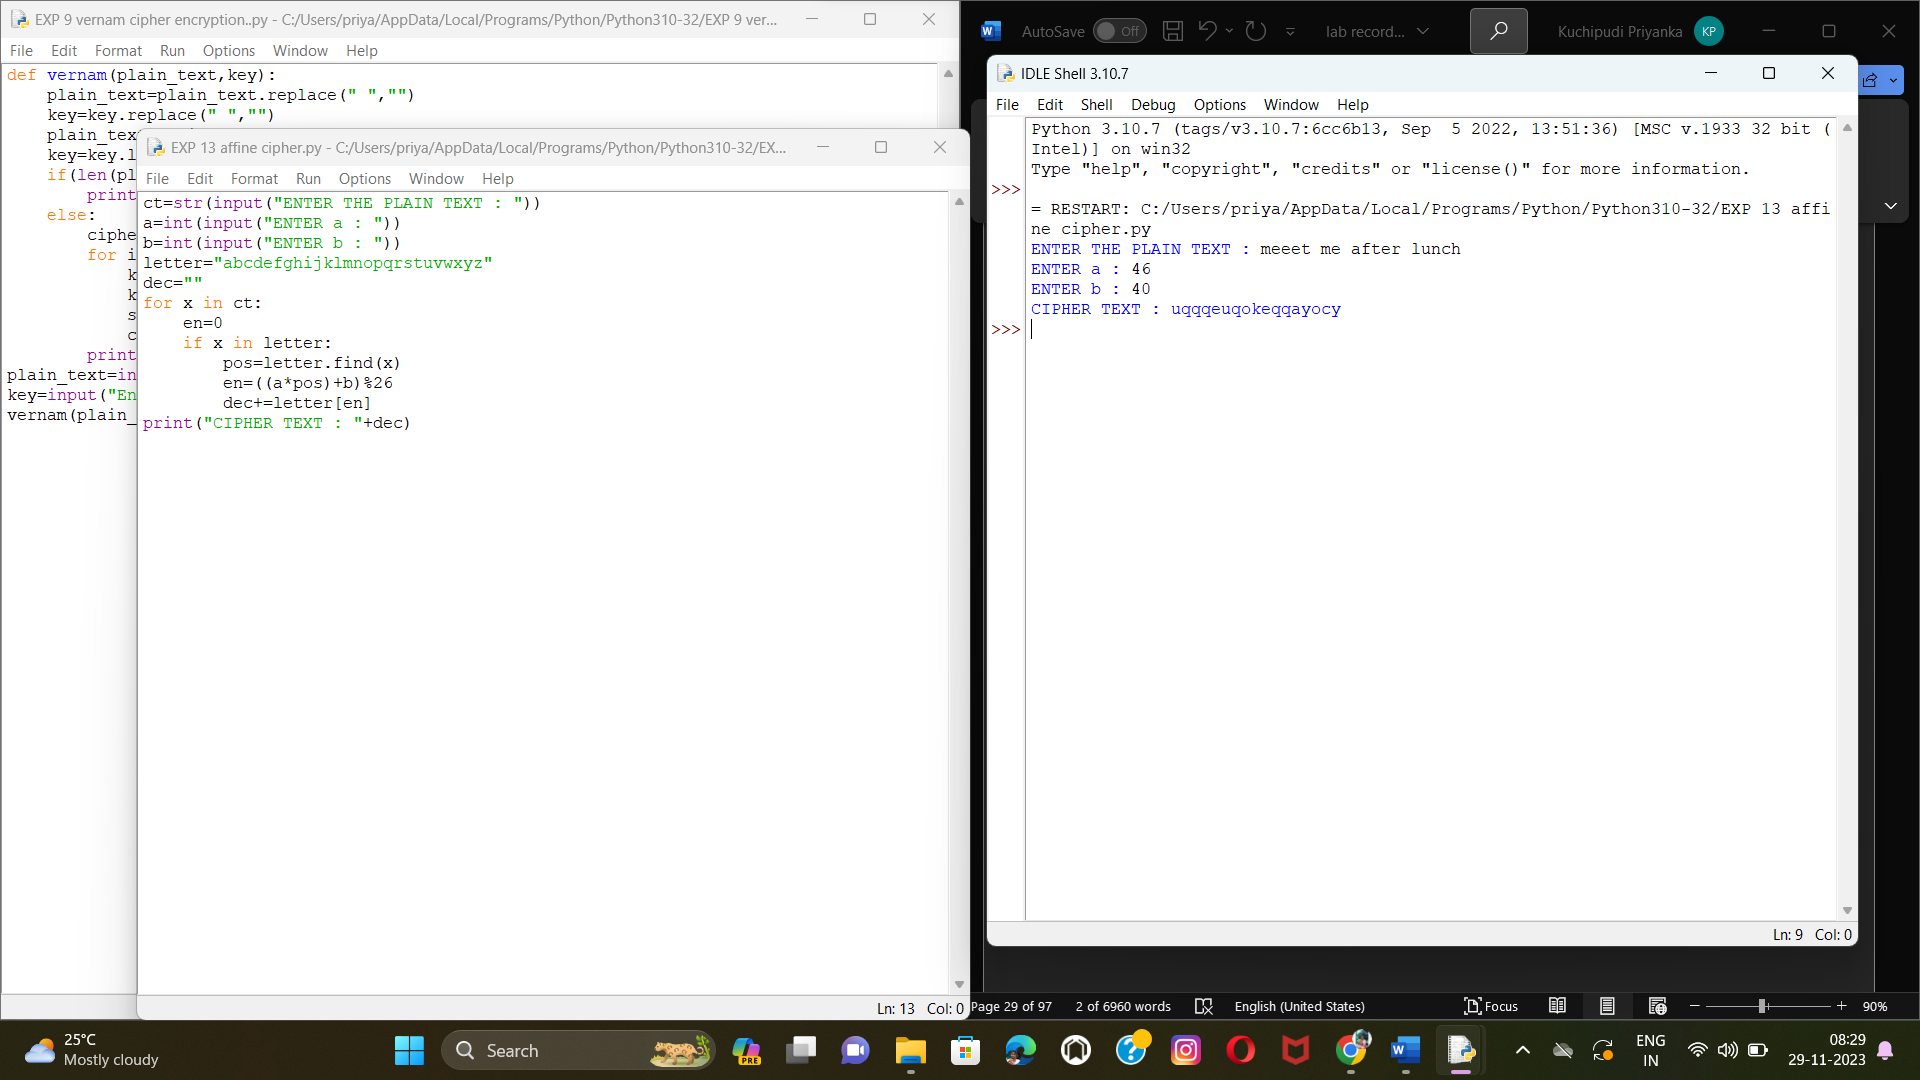 EXP 9 vernam cipher encryption..py - C:/Users/priya/AppData/Local/Programs/Python/Python310-32/EXP 9 ver...
File Edit Format Run Options Window Help
def vernam(plain_text,key):
    plain_text=plain_text.replace(" ","")
    key=key.replace(" ","")
    plain_tex
    key=key.l
    if(len(pl
        print
    else:
        ciphe
        for i
            k
            k
            s
            c
        print
plain_text=in
key=input("En
vernam(plain_
EXP 13 affine cipher.py - C:/Users/priya/AppData/Local/Programs/Python/Python310-32/EX...
File Edit Format Run Options Window Help
ct=str(input("ENTER THE PLAIN TEXT : "))
a=int(input("ENTER a : "))
b=int(input("ENTER b : "))
letter="abcdefghijklmnopqrstuvwxyz"
dec=""
for x in ct:
    en=0
    if x in letter:
        pos=letter.find(x)
        en=((a*pos)+b)%26
        dec+=letter[en]
print("CIPHER TEXT : "+dec)
Ln: 13 Col: 0
AutoSave Off lab record... Kuchipudi Priyanka KP
IDLE Shell 3.10.7
File Edit Shell Debug Options Window Help
Python 3.10.7 (tags/v3.10.7:6cc6b13, Sep  5 2022, 13:51:36) [MSC v.1933 32 bit (
Intel)] on win32
Type "help", "copyright", "credits" or "license()" for more information.
>>>
= RESTART: C:/Users/priya/AppData/Local/Programs/Python/Python310-32/EXP 13 affi
ne cipher.py
ENTER THE PLAIN TEXT : meeet me after lunch
ENTER a : 46
ENTER b : 40
CIPHER TEXT : uqqqeuqokeqqayocy
>>>
Ln: 9 Col: 0
Page 29 of 97 2 of 6960 words English (United States) Focus 90%
25°C
Mostly cloudy
Search
PRE
ENG
IN
08:29
29-11-2023